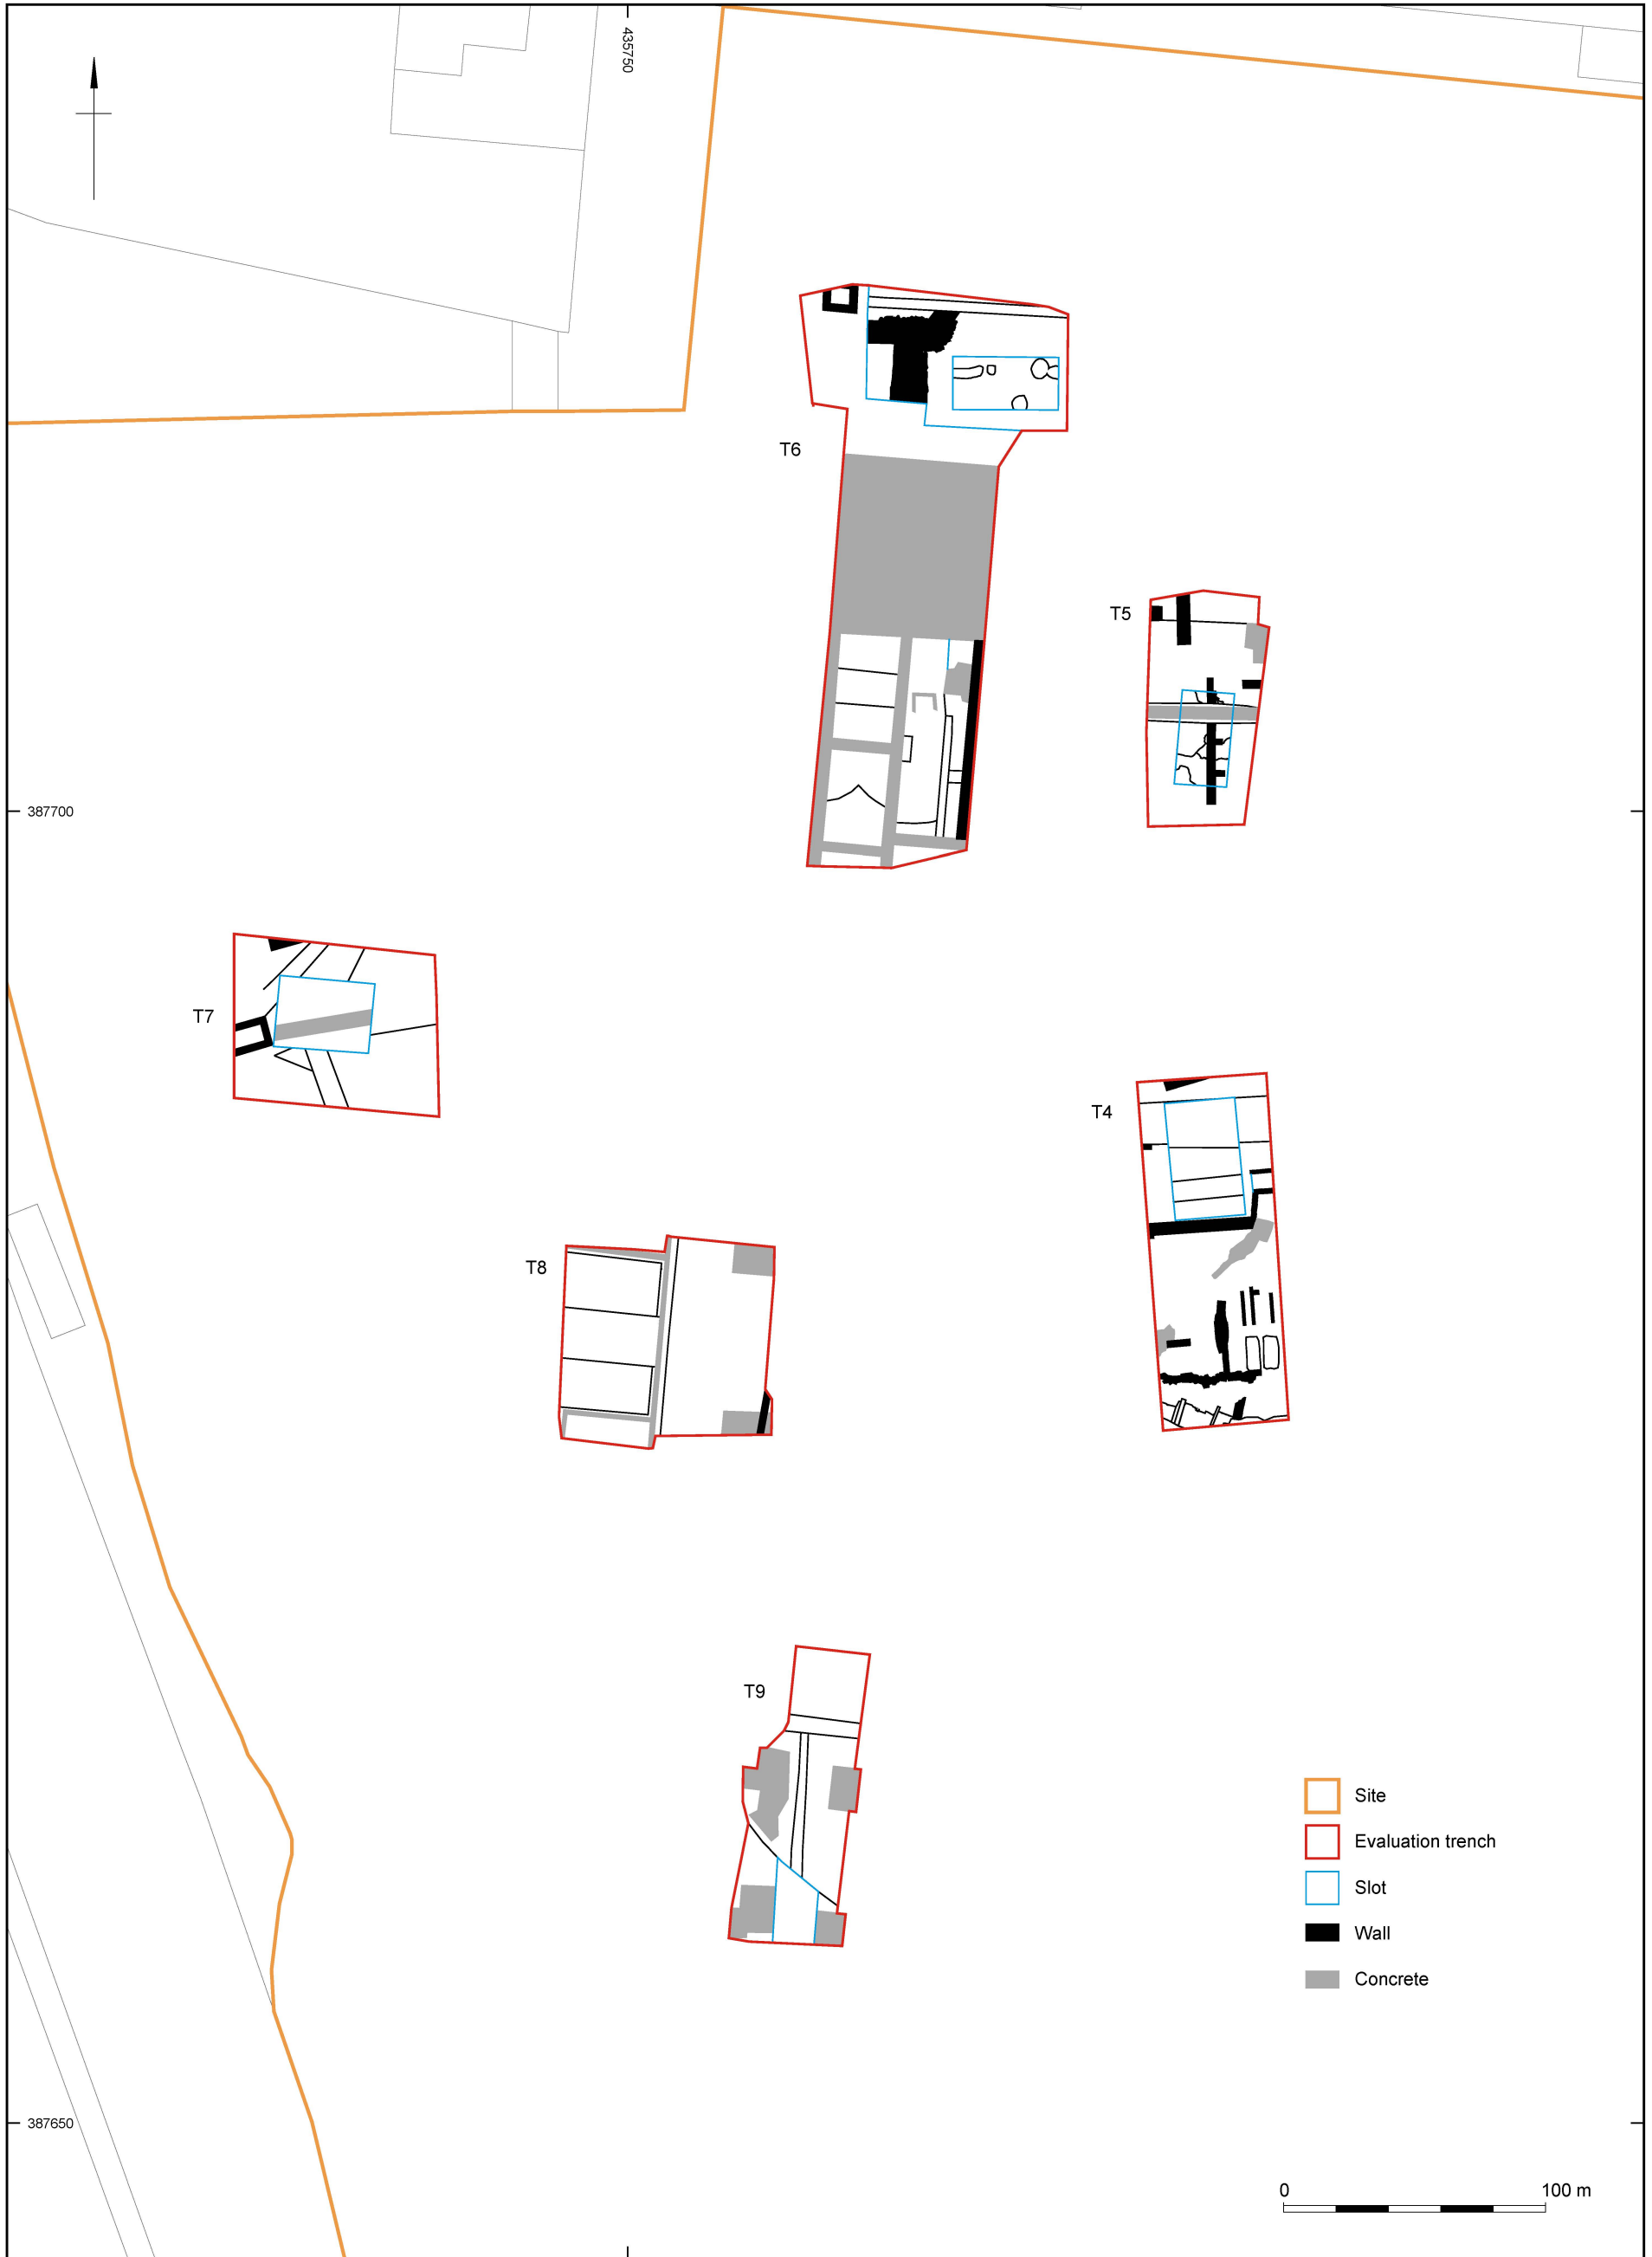 435750
T6
T5
387700
T7
T4
T8
T9
Site
Evaluation trench
Slot
Wall
Concrete
387650
0 100 m